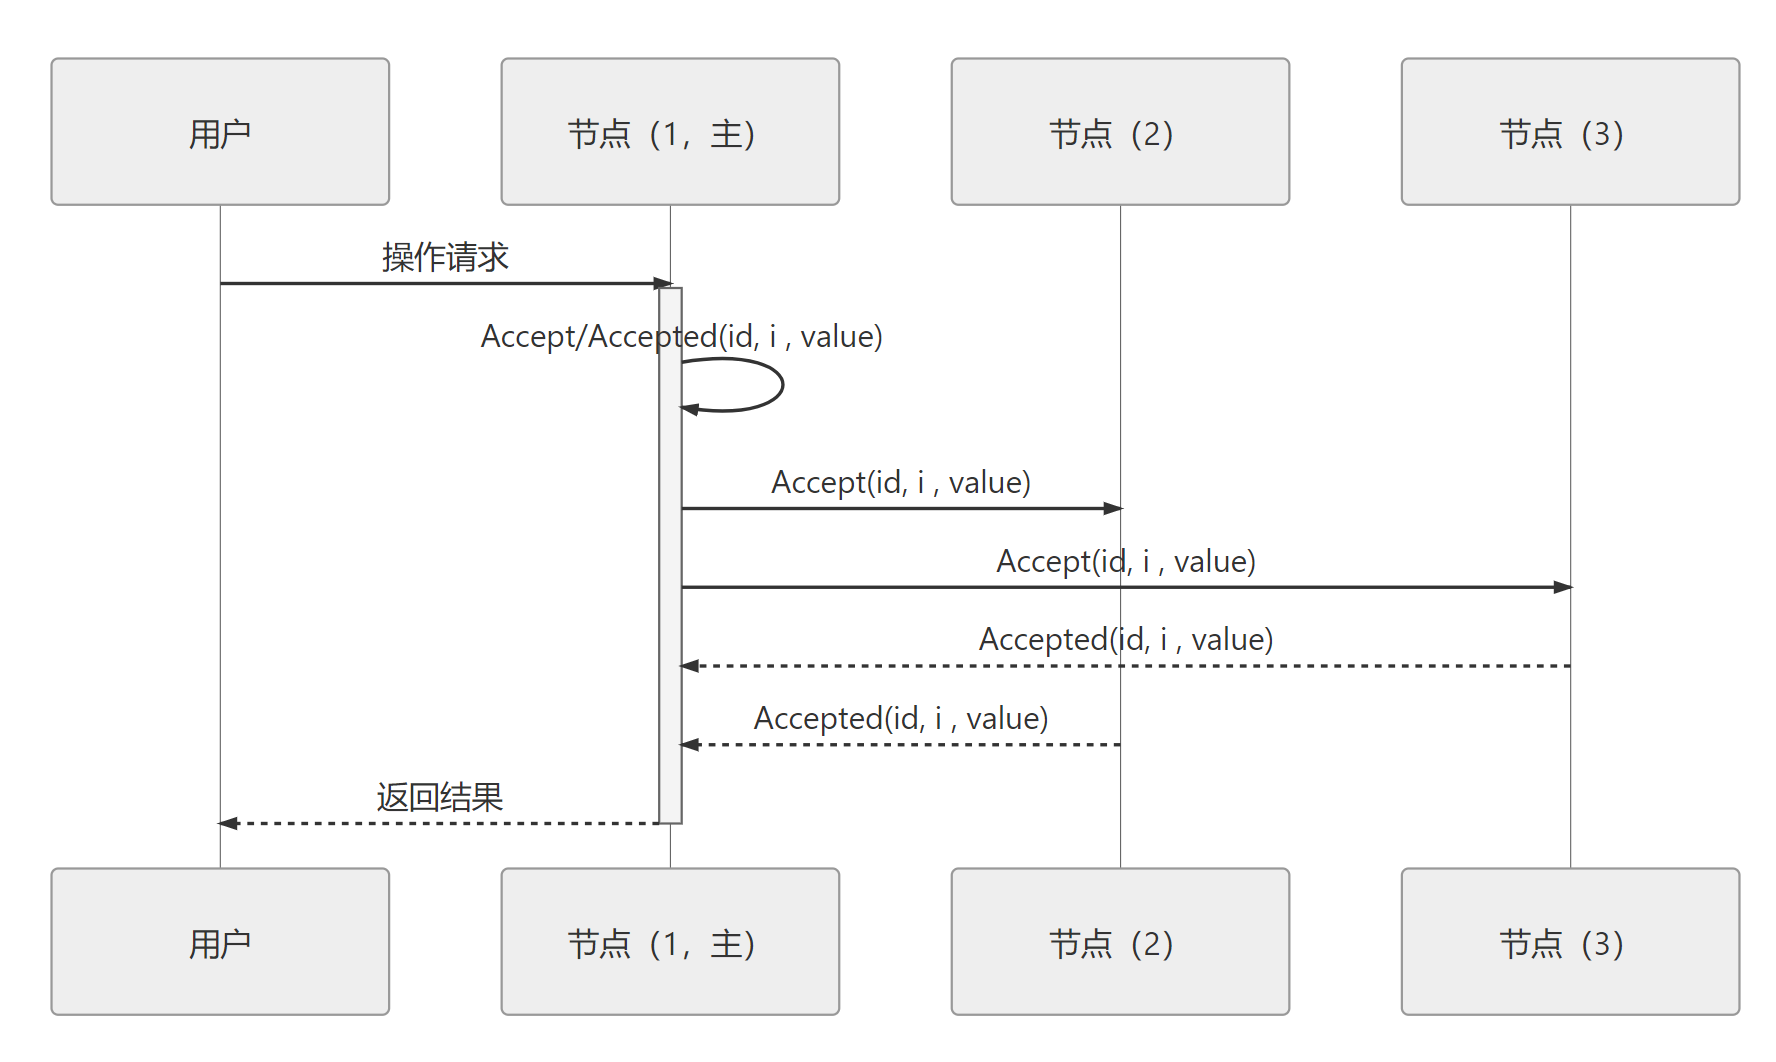 用户
节点（1，主）
节点（2）
节点（3）
操作请求
Accept/Accepted(id, i , value)
Accept(id, i , value)
Accept(id, i , value)
Accepted(id, i , value)
Accepted(id, i , value)
返回结果
用户
节点（1，主）
节点（2）
节点（3）